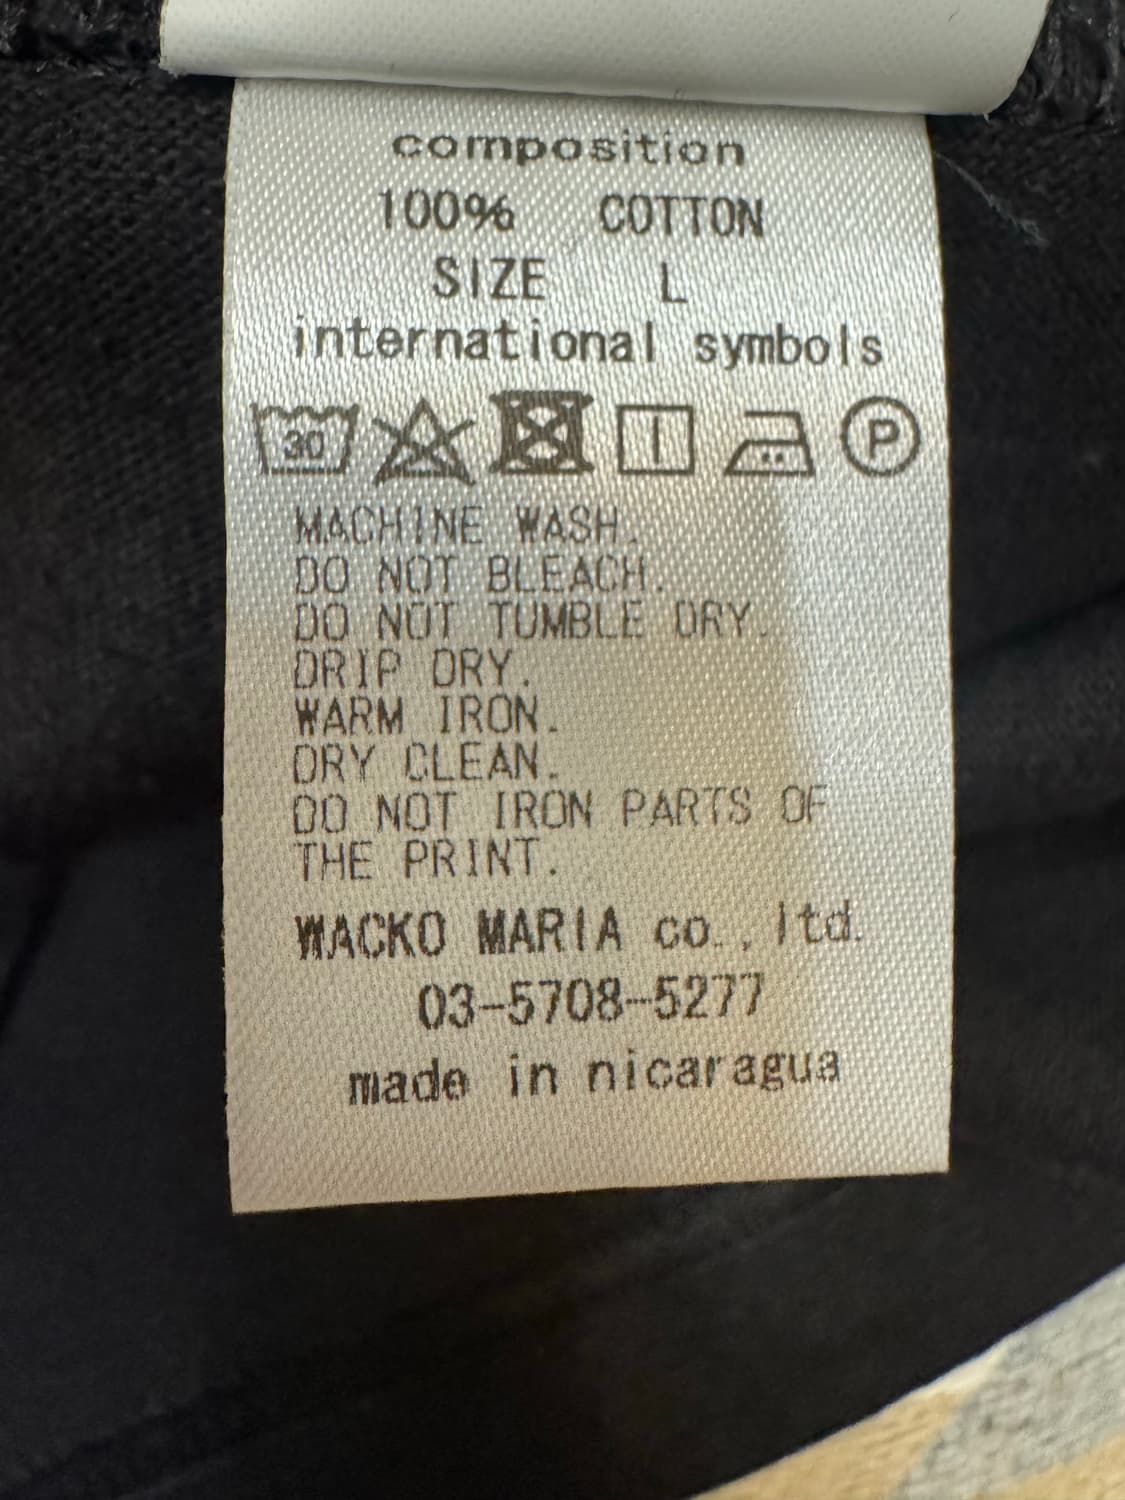 composition
100% COTTON
SIZE L
international symbols
30 P
MACHINE WASH.
DO NOT BLEACH.
DO NOT TUMBLE DRY.
DRIP DRY.
WARM IRON.
DRY CLEAN.
DO NOT IRON PARTS OF
THE PRINT.
WACKO MARIA co., ltd.
03-5708-5277
made in nicaragua